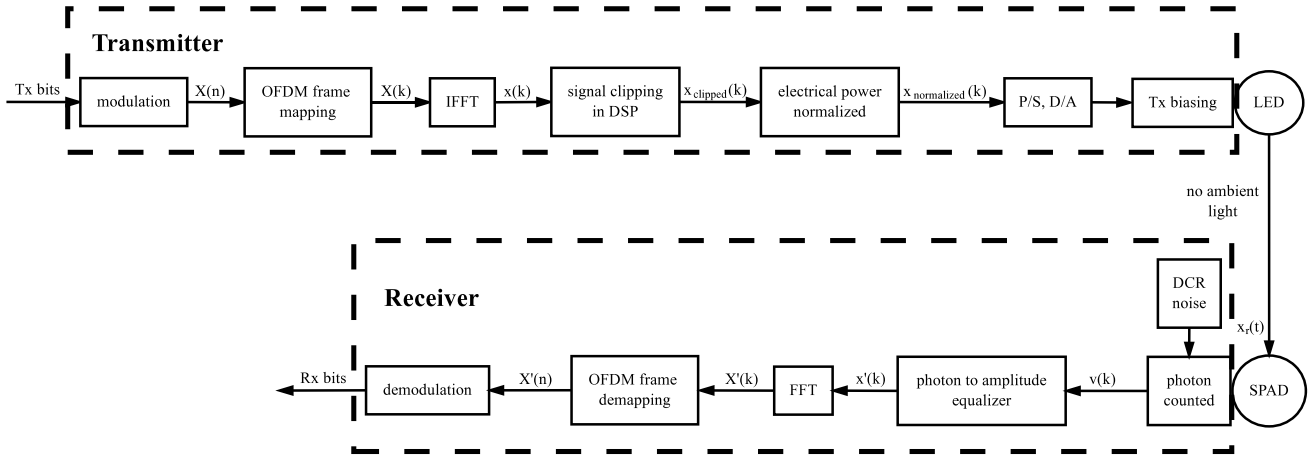 Transmitter
Tx bits
modulation
X(n)
OFDM frame
mapping
X(k)
IFFT
x(k)
signal clipping
in DSP
x clipped(k)
electrical power
normalized
x normalized(k)
P/S, D/A
Tx biasing
LED
no ambient
light
Receiver
DCR
noise
xr(t)
Rx bits
demodulation
X'(n)
OFDM frame
demapping
X'(k)
FFT
x'(k)
photon to amplitude
equalizer
v(k)
photon
counted
SPAD